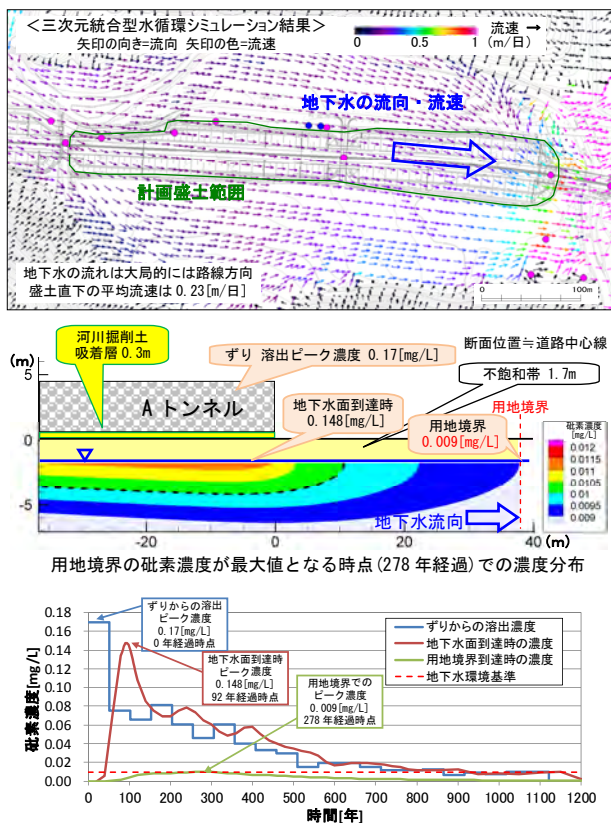 ＜三次元統合型水循環シミュレーション結果＞
矢印の向き=流向 矢印の色=流速
流速 →
(m/日)
0 0.5 1
地下水の流向・流速
計画盛土範囲
地下水の流れは大局的には路線方向
盛土直下の平均流速は 0.23[m/日]
0 100m
(m)
河川掘削土
吸着層 0.3m
ずり 溶出ピーク濃度 0.17[mg/L]
断面位置≒道路中心線
不飽和帯 1.7m
A トンネル
地下水面到達時
0.148[mg/L]
用地境界
0.009[mg/L]
用地境界
砒素濃度
[mg/L]
0.012
0.0115
0.011
0.0105
0.01
0.0095
0.009
5
0
-5
地下水流向
-20 0 20 40 (m)
用地境界の砒素濃度が最大値となる時点(278 年経過)での濃度分布
砒素濃度[mg/L]
0.18
0.16
0.14
0.12
0.10
0.08
0.06
0.04
0.02
0.00
ずりからの溶出
ピーク濃度
0.17[mg/L]
0 年経過時点
地下水面到達時
ピーク濃度
0.148[mg/L]
92 年経過時点
用地境界での
ピーク濃度
0.009[mg/L]
278 年経過時点
ずりからの溶出濃度
地下水面到達時の濃度
用地境界到達時の濃度
地下水環境基準
0 100 200 300 400 500 600 700 800 900 1000 1100 1200
時間[年]